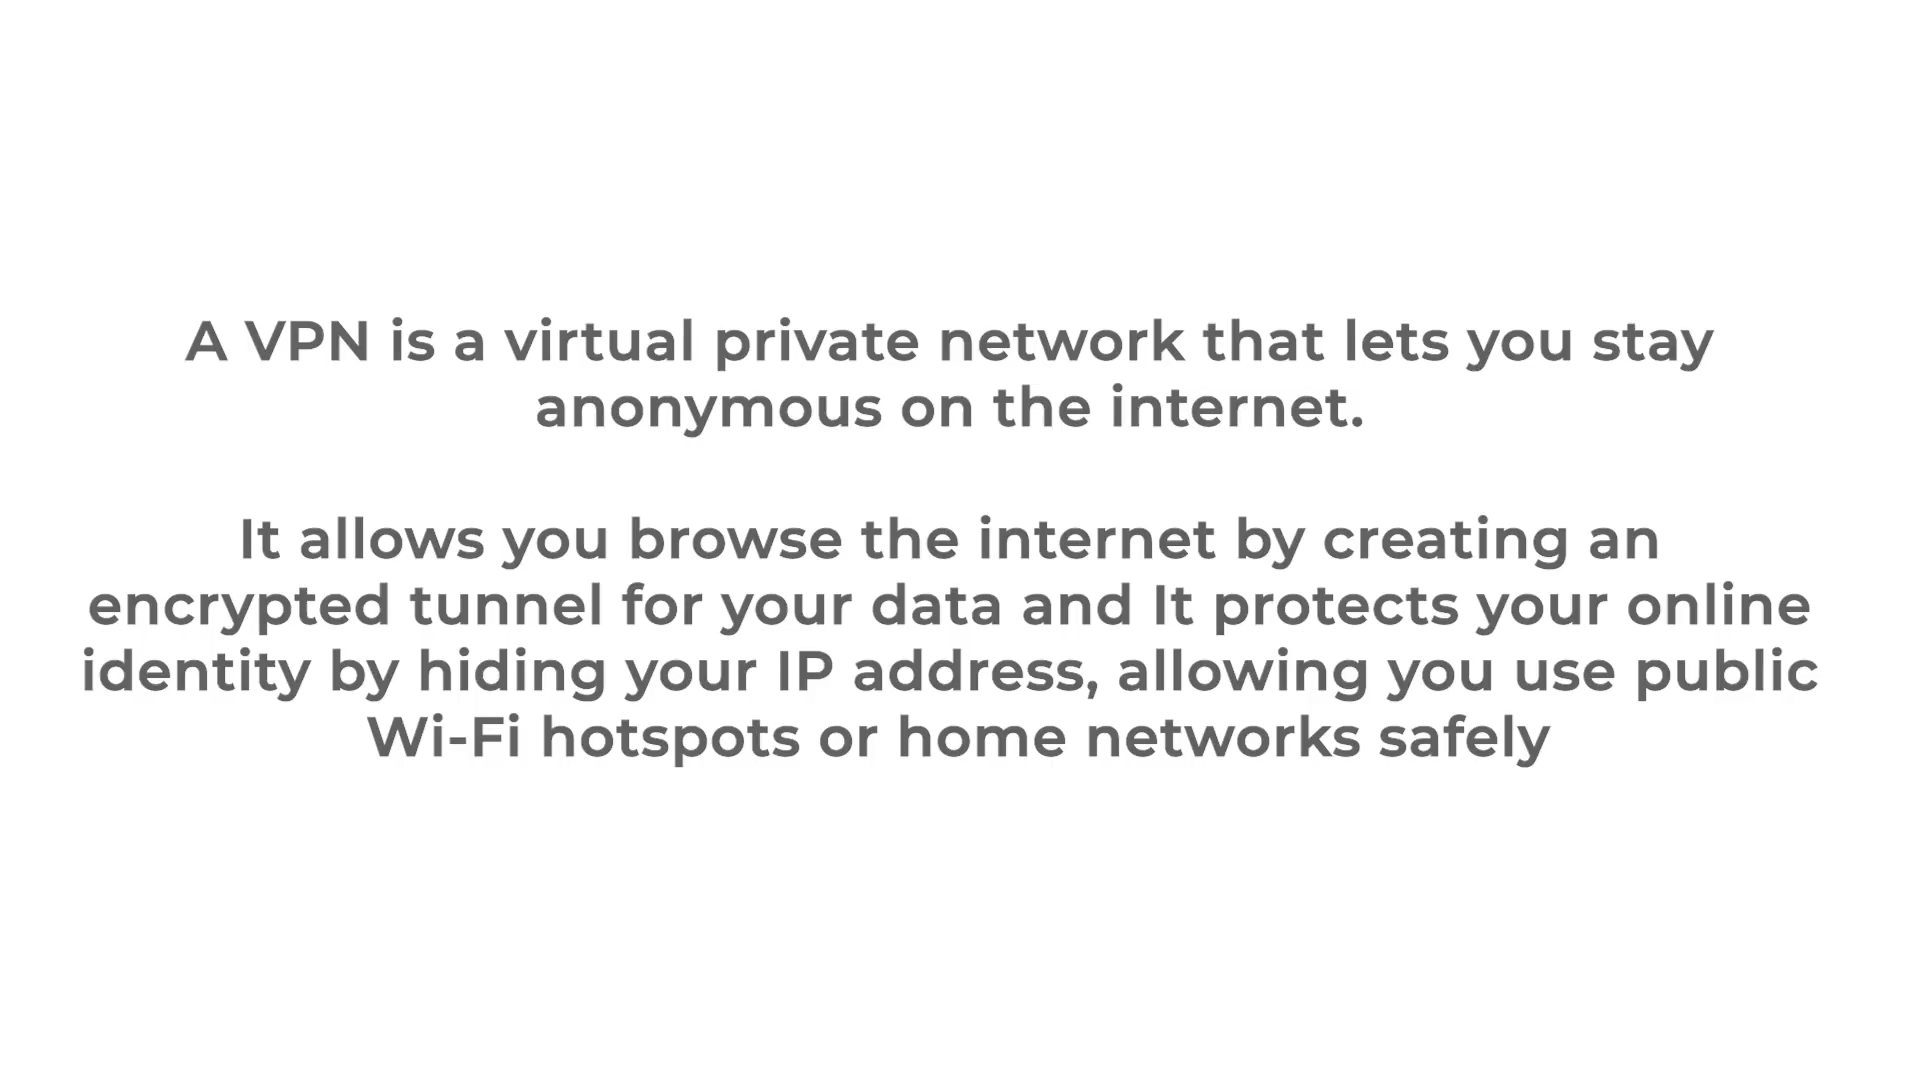 A VPN is a virtual private network that lets you stay
anonymous on the internet.
It allows you browse the internet by creating an
encrypted tunnel for your data and It protects your online
identity by hiding your IP address, allowing you use public
Wi-Fi hotspots or home networks safely